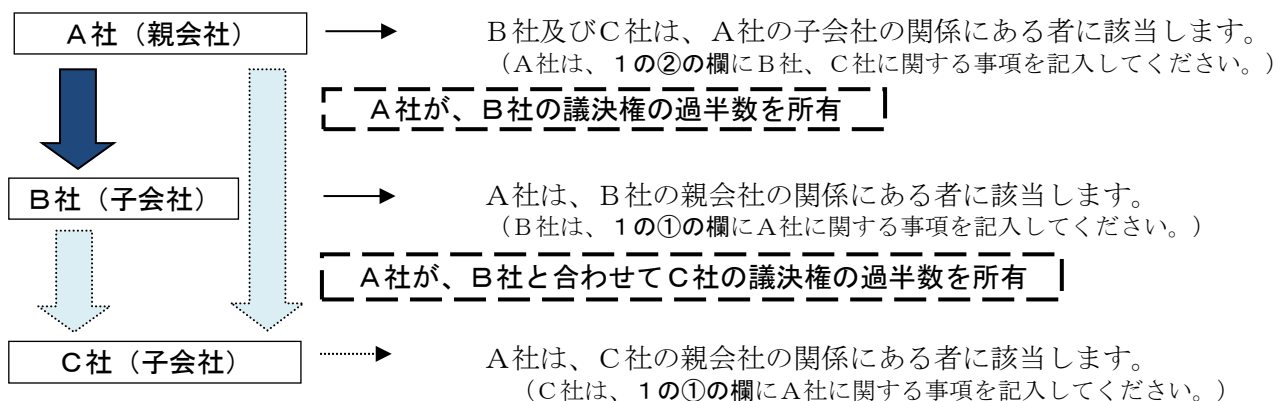 A社（親会社）
B社及びC社は、A社の子会社の関係にある者に該当します。
（A社は、１の②の欄にB社、C社に関する事項を記入してください。）
A社が、B社の議決権の過半数を所有
B社（子会社）
A社は、B社の親会社の関係にある者に該当します。
（B社は、１の①の欄にA社に関する事項を記入してください。）
A社が、B社と合わせてC社の議決権の過半数を所有
C社（子会社）
A社は、C社の親会社の関係にある者に該当します。
（C社は、１の①の欄にA社に関する事項を記入してください。）